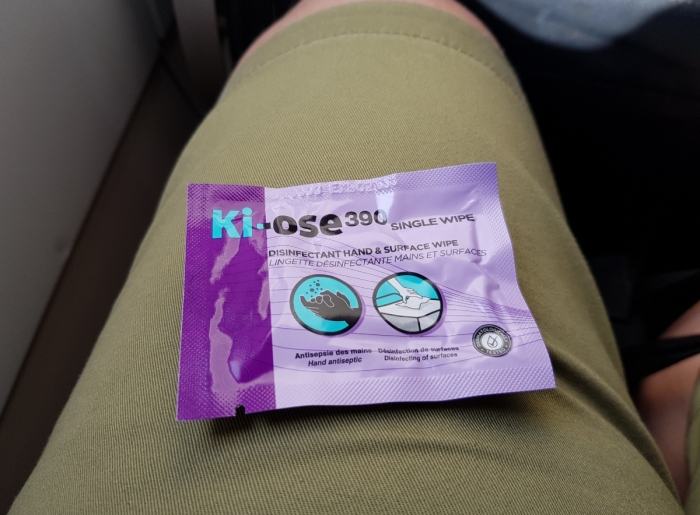 Ki-ose 390 SINGLE WIPE
DISINFECTANT HAND & SURFACE WIPE
LINGETTE DÉSINFECTANTE MAINS ET SURFACES
Antisepsie des mains
Hand antiseptic
Désinfection de surfaces
Disinfecting of surfaces